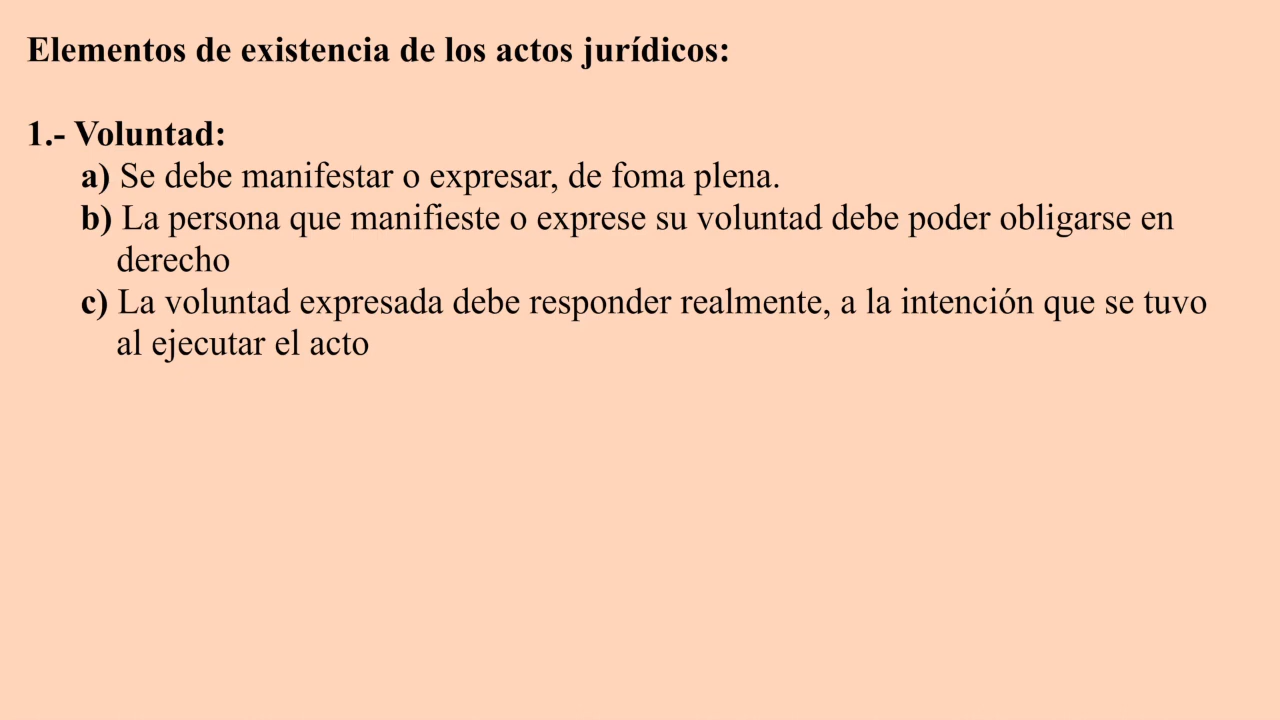 Elementos de existencia de los actos jurídicos:
1.- Voluntad:
a) Se debe manifestar o expresar, de foma plena.
b) La persona que manifieste o exprese su voluntad debe poder obligarse en
derecho
c) La voluntad expresada debe responder realmente, a la intención que se tuvo
al ejecutar el acto